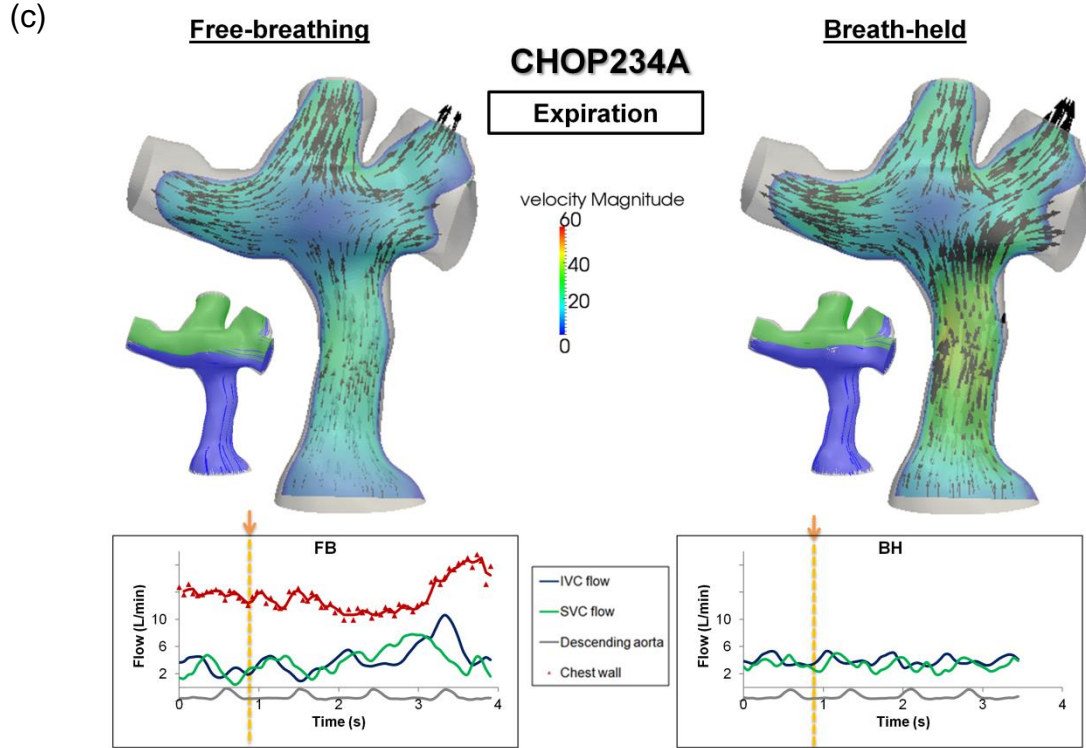 (c)
Free-breathing
Breath-held
CHOP234A
Expiration
velocity Magnitude
60
40
20
0
FB
Flow (L/min)
10
6
2
0
1
2
3
4
Time (s)
IVC flow
SVC flow
Descending aorta
Chest wall
BH
Flow (L/min)
10
6
2
0
1
2
3
4
Time (s)